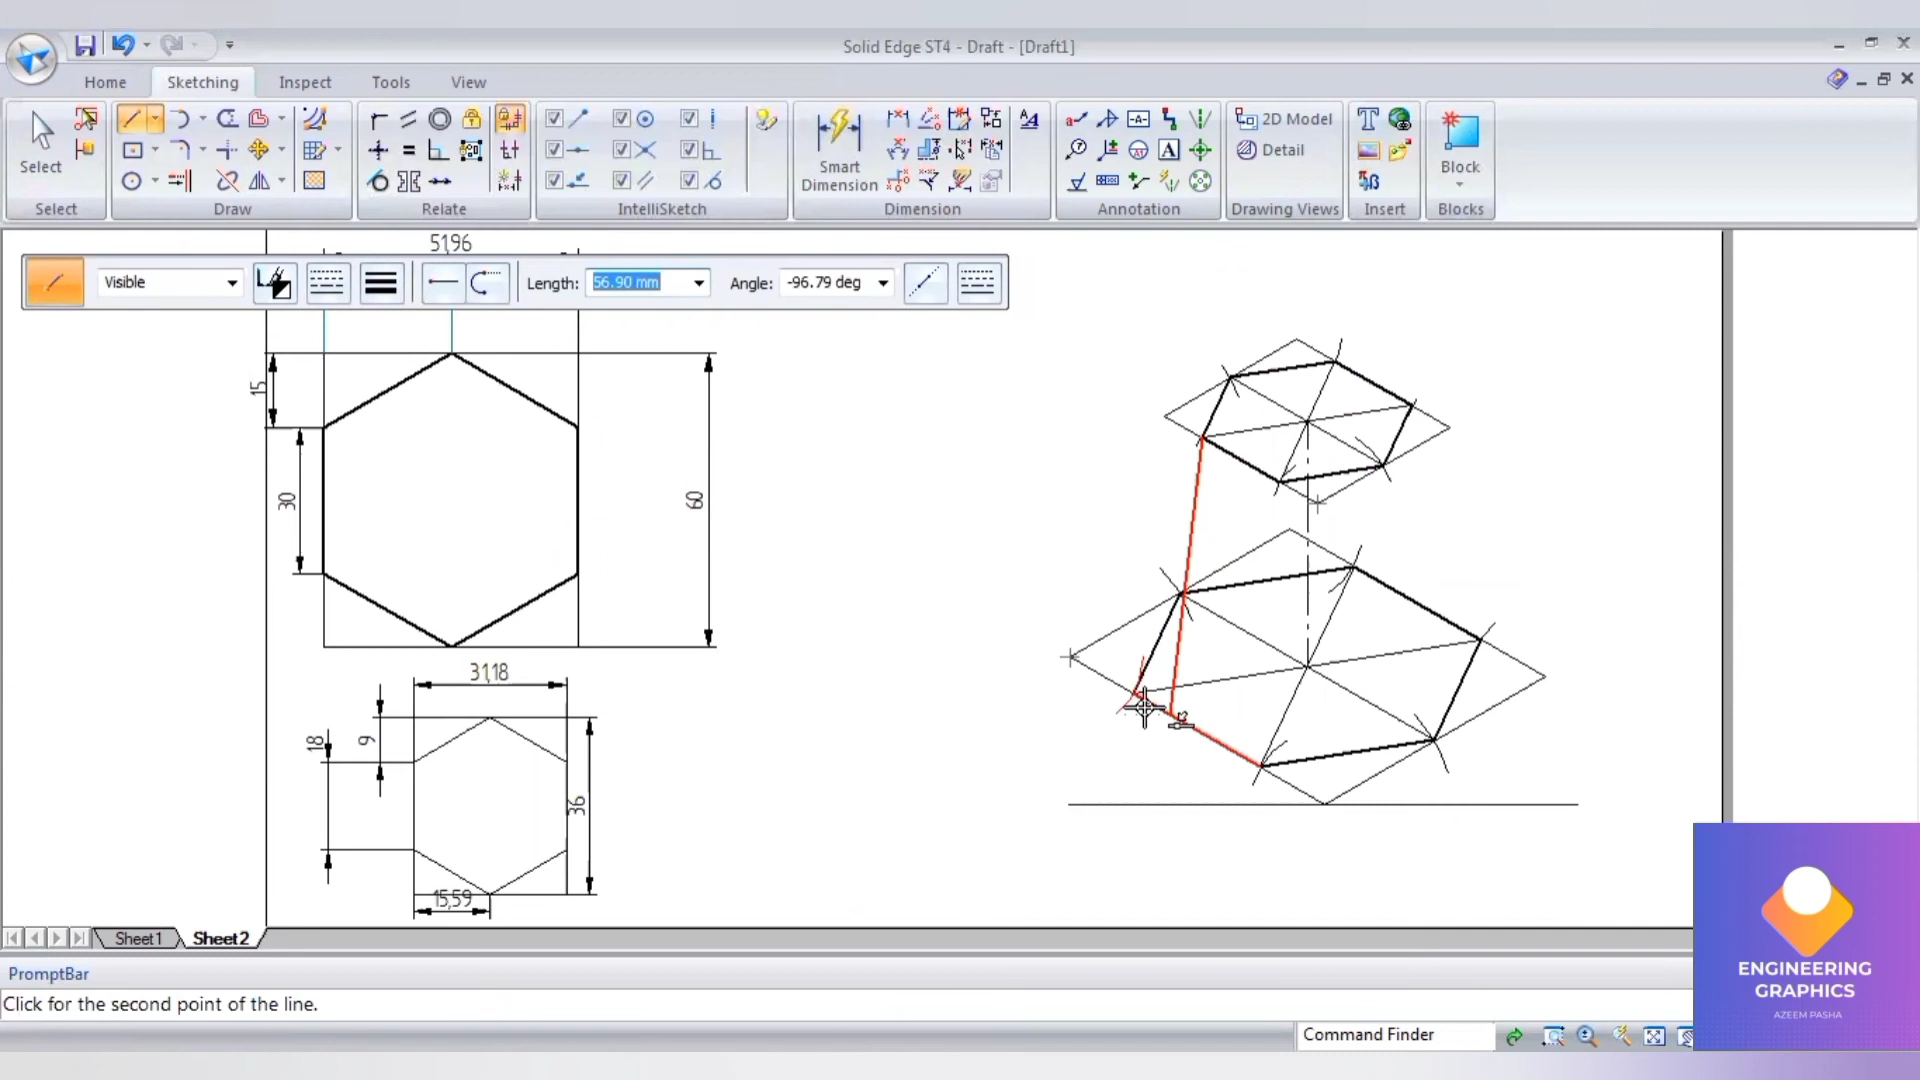 Solid Edge ST4 - Draft - [Draft1]
Home Sketching Inspect Tools View
2D Model
Detail
Select
Smart
Dimension
Block
Select Draw Relate IntelliSketch Dimension Annotation Drawing Views Insert Blocks
51,96
Visible
Length: 56.90 mm
Angle: -96.79 deg
15
30
60
31,18
18
9
36
15,59
Sheet1 Sheet2
PromptBar
Click for the second point of the line.
Command Finder
ENGINEERING
GRAPHICS
AZEEM PASHA